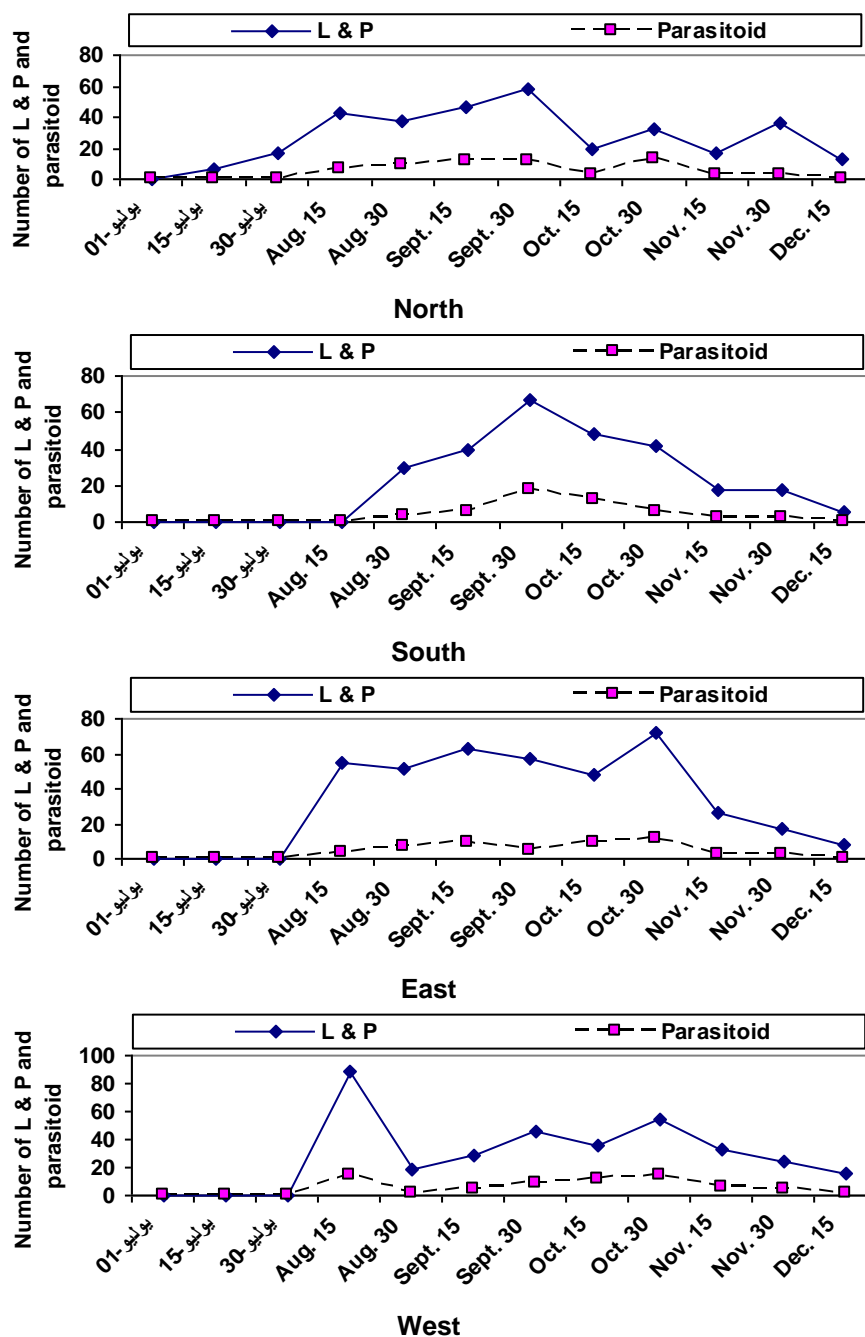 L & P Parasitoid
Number of L & P and
parasitoid
80
60
40
20
0
01-يوليو 15-يوليو 30-يوليو Aug. 15 Aug. 30 Sept. 15 Sept. 30 Oct. 15 Oct. 30 Nov. 15 Nov. 30 Dec. 15
North
L & P Parasitoid
Number of L & P and
parasitoid
80
60
40
20
0
01-يوليو 15-يوليو 30-يوليو Aug. 15 Aug. 30 Sept. 15 Sept. 30 Oct. 15 Oct. 30 Nov. 15 Nov. 30 Dec. 15
South
L & P Parasitoid
Number of L & P and
parasitoid
80
60
40
20
0
01-يوليو 15-يوليو 30-يوليو Aug. 15 Aug. 30 Sept. 15 Sept. 30 Oct. 15 Oct. 30 Nov. 15 Nov. 30 Dec. 15
East
L & P Parasitoid
Number of L & P and
parasitoid
100
80
60
40
20
0
01-يوليو 15-يوليو 30-يوليو Aug. 15 Aug. 30 Sept. 15 Sept. 30 Oct. 15 Oct. 30 Nov. 15 Nov. 30 Dec. 15
West